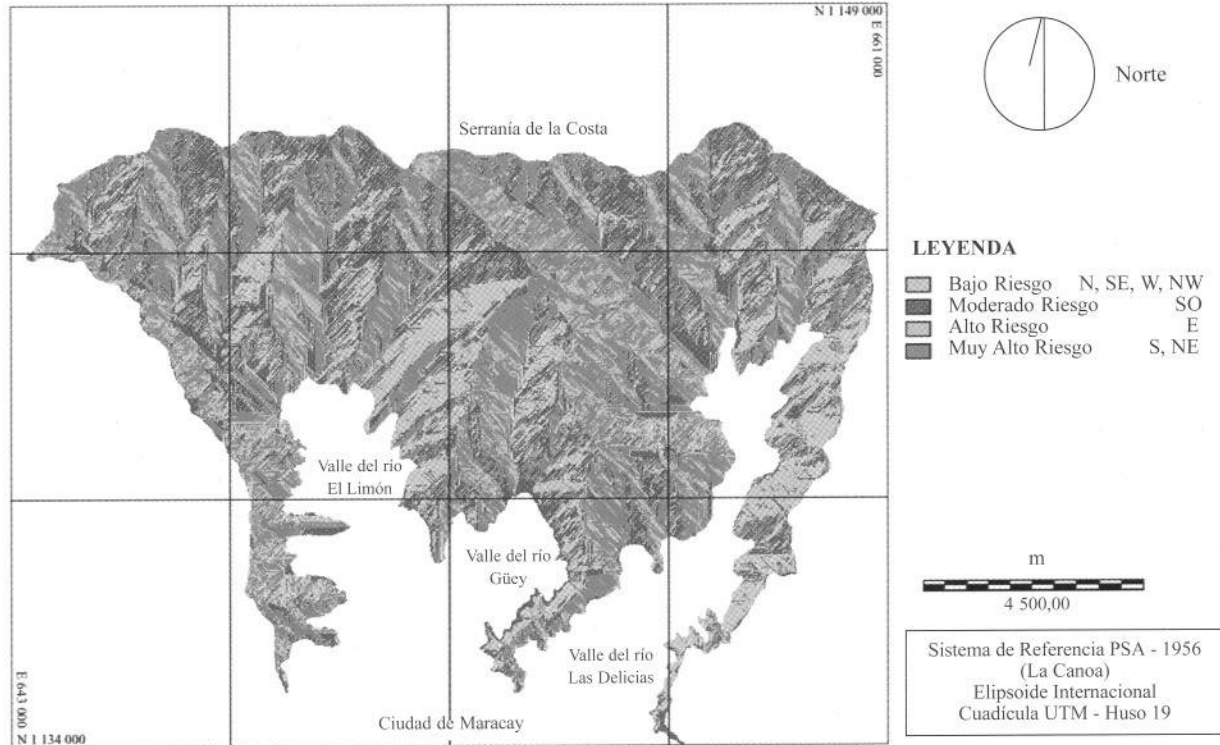 N 1 149 000
E 661 000
Norte
Serranía de la Costa
LEYENDA
Bajo Riesgo N, SE, W, NW
Moderado Riesgo SO
Alto Riesgo E
Muy Alto Riesgo S, NE
Valle del río
El Limón
Valle del río
Güey
Valle del río
Las Delicias
Ciudad de Maracay
E 643 000
N 1 134 000
m
4 500,00
Sistema de Referencia PSA - 1956
(La Canoa)
Elipsoide Internacional
Cuadícula UTM - Huso 19